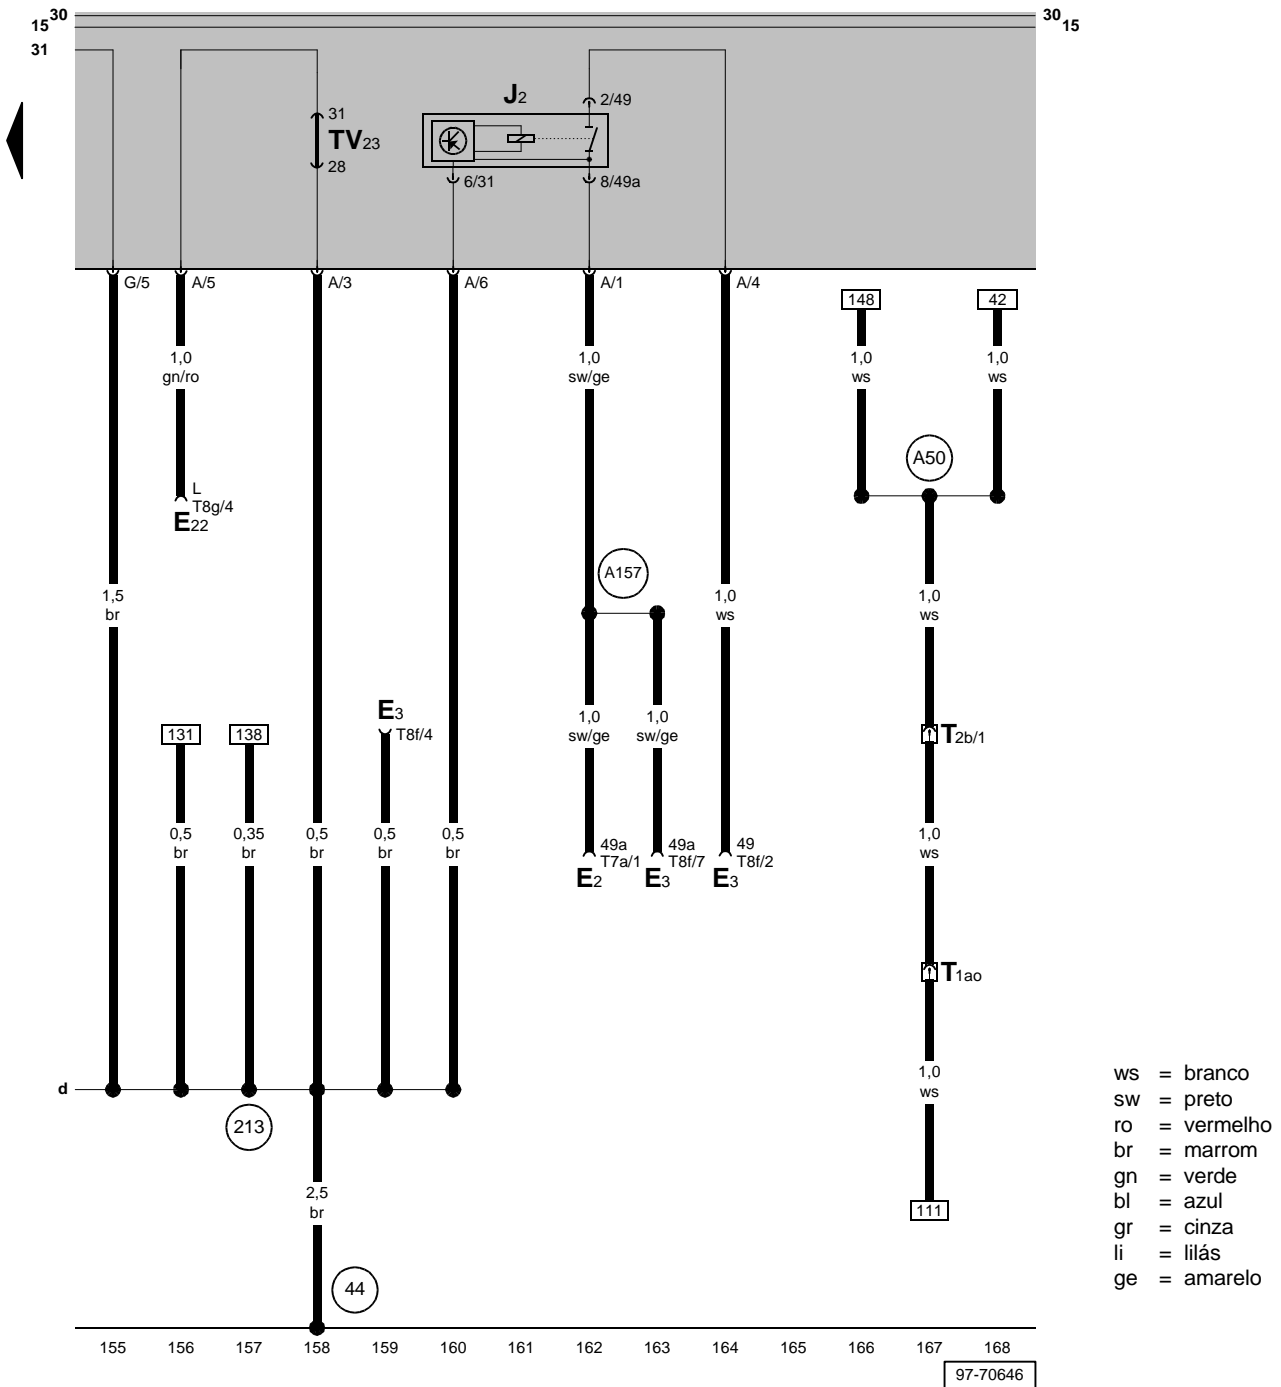 30 30
15 15
31
J2
2/49
31
TV23
28
6/31
8/49a
G/5 A/5 A/3 A/6 A/1 A/4
148 42
1,0 1,0 1,0 1,0
gn/ro sw/ge ws ws
A50
L
T8g/4
E22
A157
1,5 1,0 1,0
br ws ws
E3
T8f/4
1,0 1,0
sw/ge sw/ge
131 138
T2b/1
0,5 0,35 0,5 0,5 0,5 1,0
br br br br br ws
49a 49a 49
T7a/1 T8f/7 T8f/2
E2 E3 E3
T1ao
1,0
ws
d
213
2,5
br
111
44
ws = branco
sw = preto
ro = vermelho
br = marrom
gn = verde
bl = azul
gr = cinza
li = lilás
ge = amarelo
155 156 157 158 159 160 161 162 163 164 165 166 167 168
97-70646